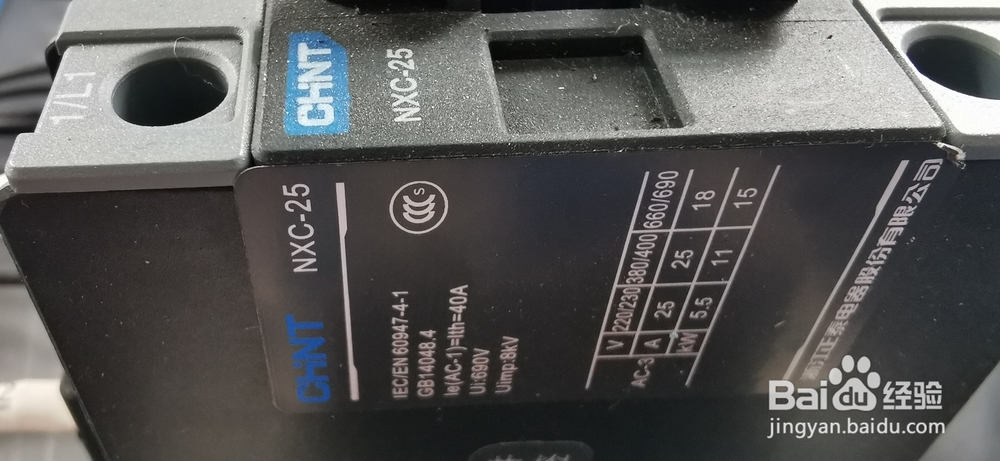 1/L1
CHNT
NXC-25
CHNT
NXC-25
S
IEC/EN 60947-4-1
GB14048.4
Ie(AC-1)=Ith=40A
Ui:690V
Uimp:8kV
V 220/230 380/400 660/690
AC-3 A 25 25 18
kW 5.5 11 15
浙江正泰电器股份有限公司
Baidu经验
jingyan.baidu.com